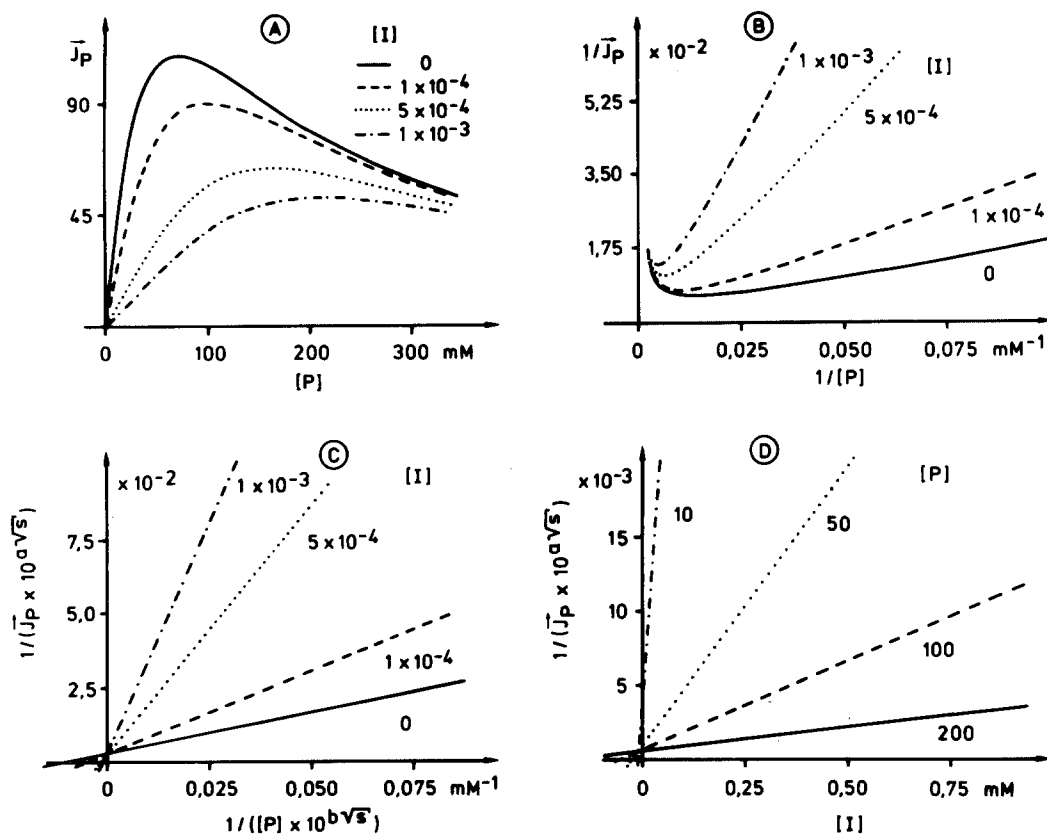 A
J⃗P
[I]
0
1×10⁻⁴
5×10⁻⁴
1×10⁻³
90
45
0 100 200 300 mM
[P]
B
1/J⃗P × 10⁻²
1×10⁻³
[I]
5×10⁻⁴
5,25
3,50
1,75
1×10⁻⁴
0
0 0,025 0,050 0,075 mM⁻¹
1/[P]
C
× 10⁻²
1 × 10⁻³
[I]
5×10⁻⁴
1/(J⃗P × 10^a√s)
7,5
5,0
2,5
1×10⁻⁴
0
0 0,025 0,050 0,075 mM⁻¹
1/([P] × 10^b√s)
D
× 10⁻³
[P]
10
50
1/(J⃗P × 10^a√s)
15
10
5
100
200
0 0,25 0,50 0,75 mM
[I]